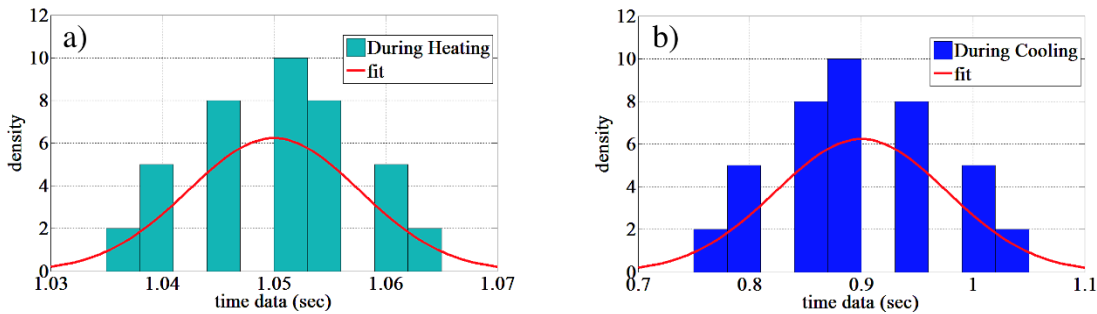 a)
During Heating
fit
density
12
10
8
6
4
2
0
1.03 1.04 1.05 1.06 1.07
time data (sec)
b)
During Cooling
fit
density
12
10
8
6
4
2
0
0.7 0.8 0.9 1 1.1
time data (sec)